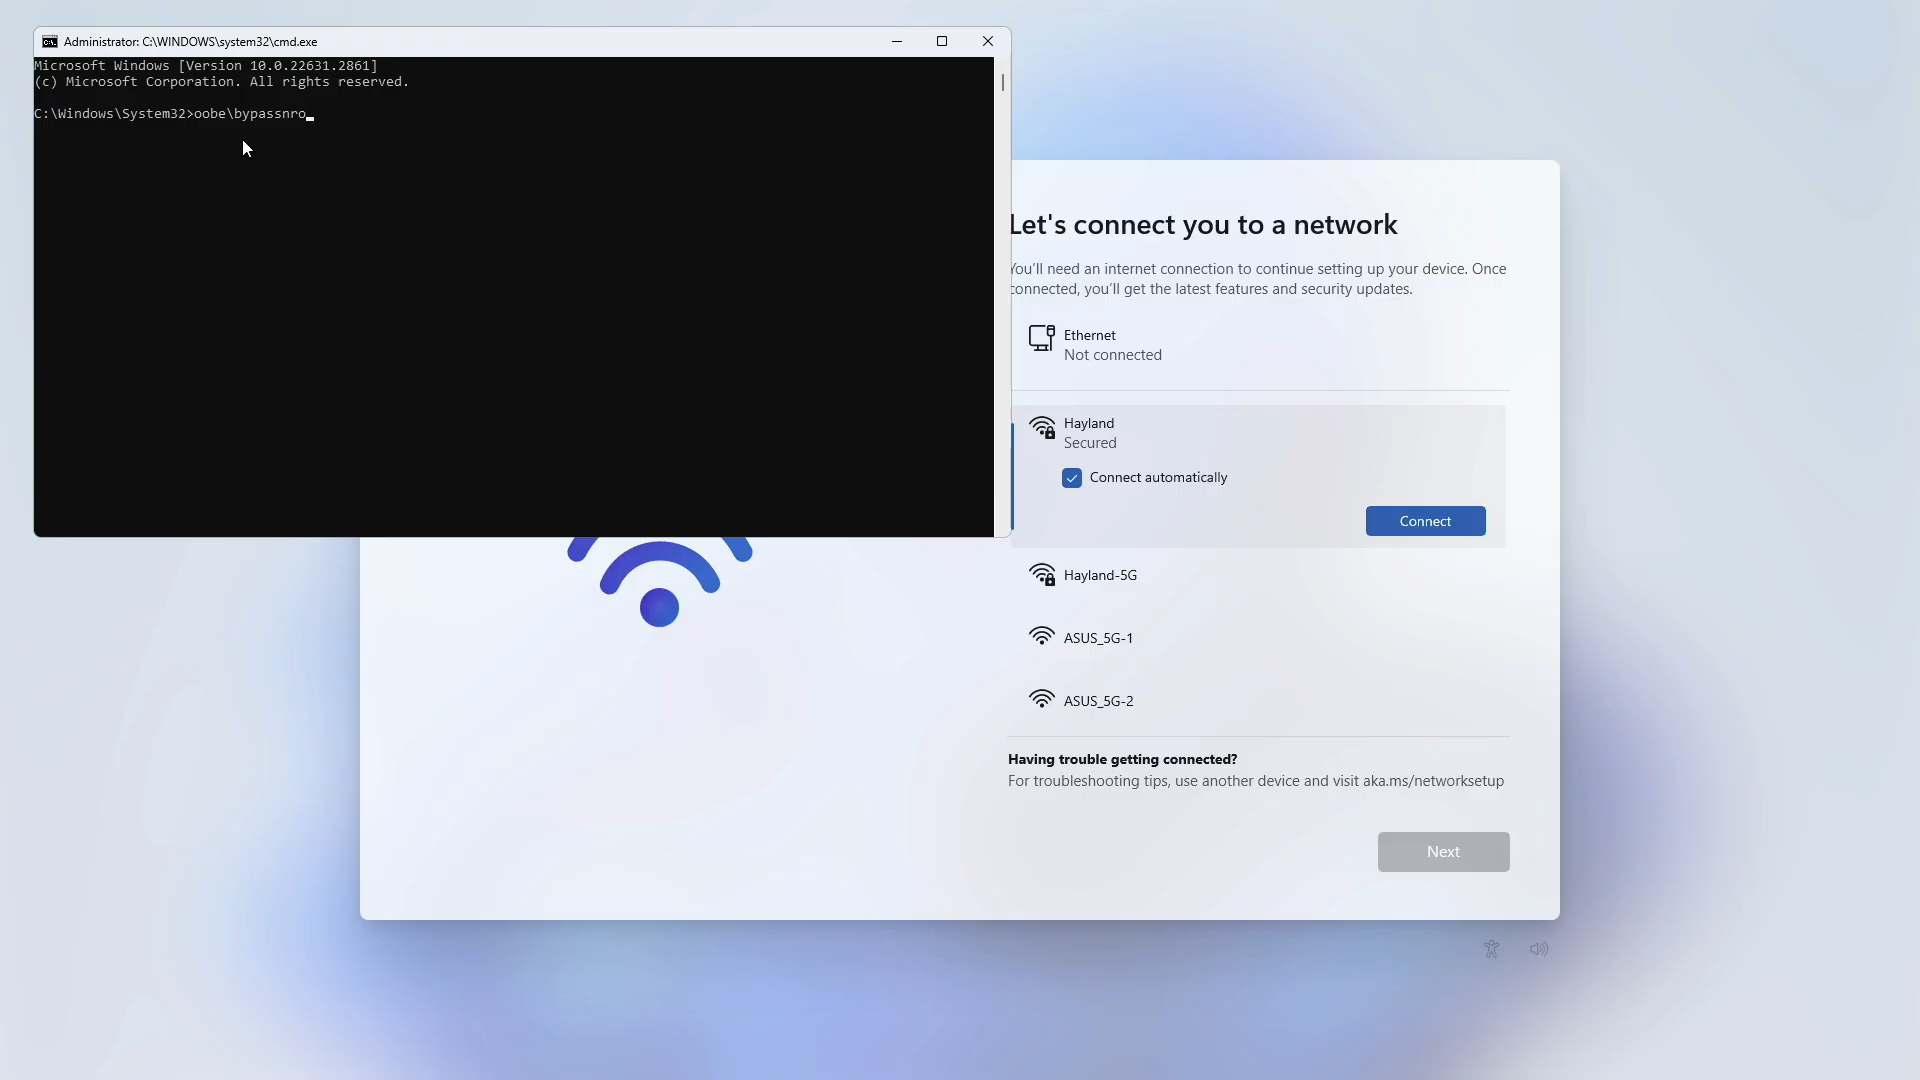 Administrator: C:\WINDOWS\system32\cmd.exe
Microsoft Windows [Version 10.0.22631.2861]
(c) Microsoft Corporation. All rights reserved.
C:\Windows\System32>oobe\bypassnro_
Let's connect you to a network
You'll need an internet connection to continue setting up your device. Once
connected, you'll get the latest features and security updates.
Ethernet
Not connected
Hayland
Secured
Connect automatically
Connect
Hayland-5G
ASUS_5G-1
ASUS_5G-2
Having trouble getting connected?
For troubleshooting tips, use another device and visit aka.ms/networksetup
Next